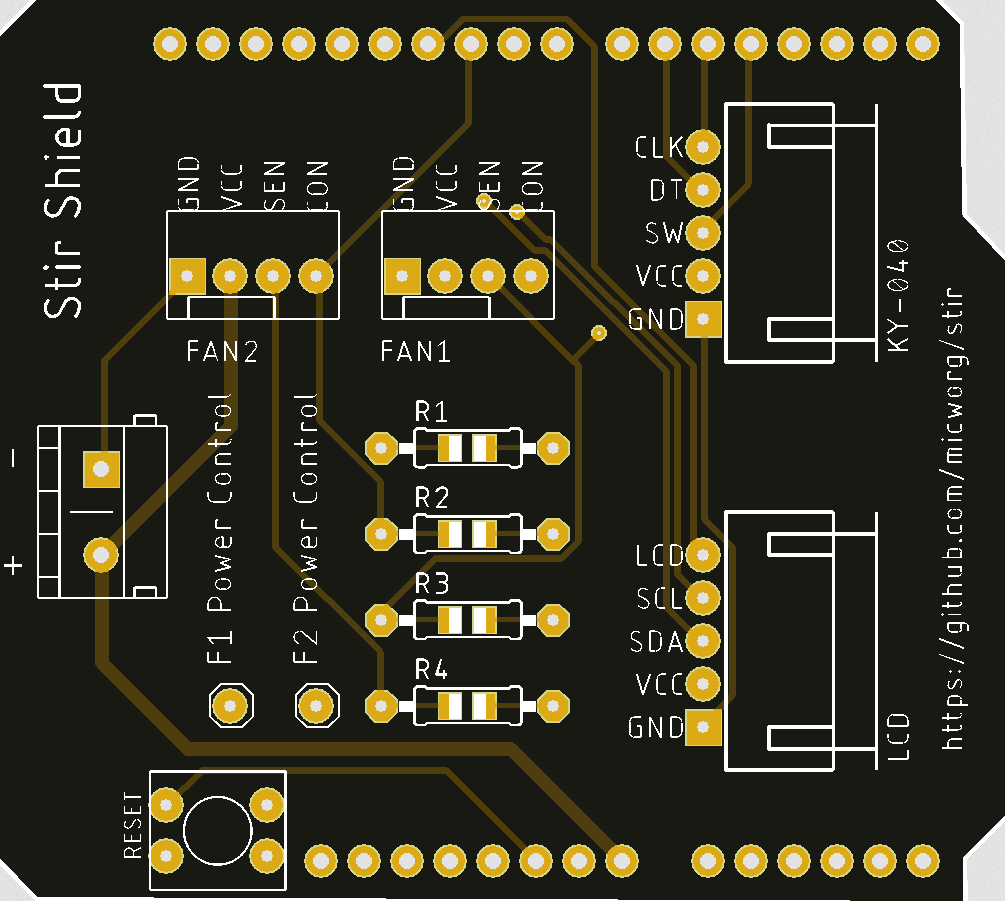 Stir Shield
GND VCC SEN CON
FAN2
GND VCC SEN CON
FAN1
CLK
DT
SW
VCC
GND
KY-040
https://github.com/micworg/stir
R1
R2
R3
R4
-
+
F1 Power Control
F2 Power Control
LCD
SCL
SDA
VCC
GND
LCD
RESET